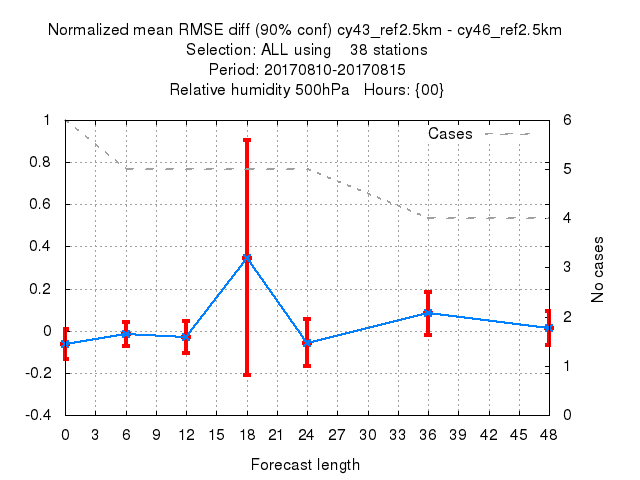 Normalized mean RMSE diff (90% conf) cy43_ref2.5km - cy46_ref2.5km
Selection: ALL using    38 stations
Period: 20170810-20170815
Relative humidity 500hPa   Hours: {00}
Cases
1
0.8
0.6
0.4
0.2
0
-0.2
-0.4
6
5
4
3
2
1
0
No cases
0 3 6 9 12 15 18 21 24 27 30 33 36 39 42 45 48
Forecast length